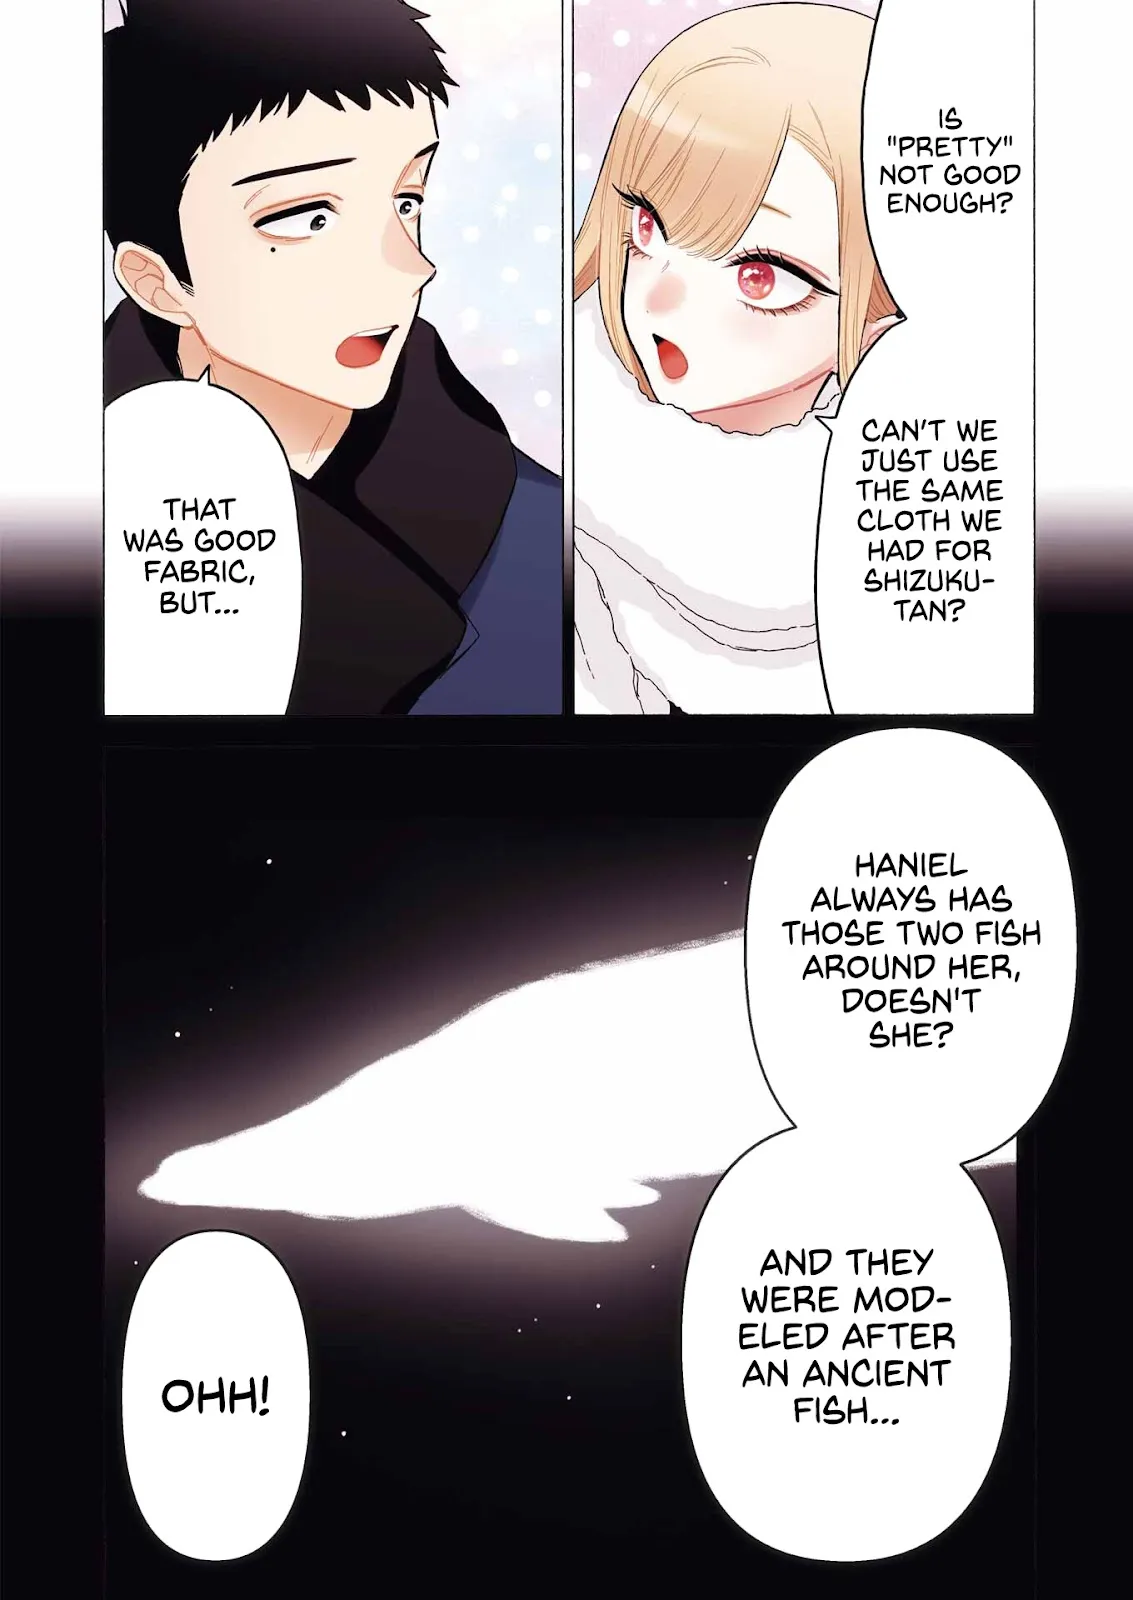 IS
"PRETTY"
NOT GOOD
ENOUGH?
CAN'T WE
JUST USE
THE SAME
CLOTH WE
HAD FOR
SHIZUKU-
TAN?
THAT
WAS GOOD
FABRIC,
BUT...
HANIEL
ALWAYS HAS
THOSE TWO FISH
AROUND HER,
DOESN'T
SHE?
AND THEY
WERE MOD-
ELED AFTER
AN ANCIENT
FISH...
OHH!